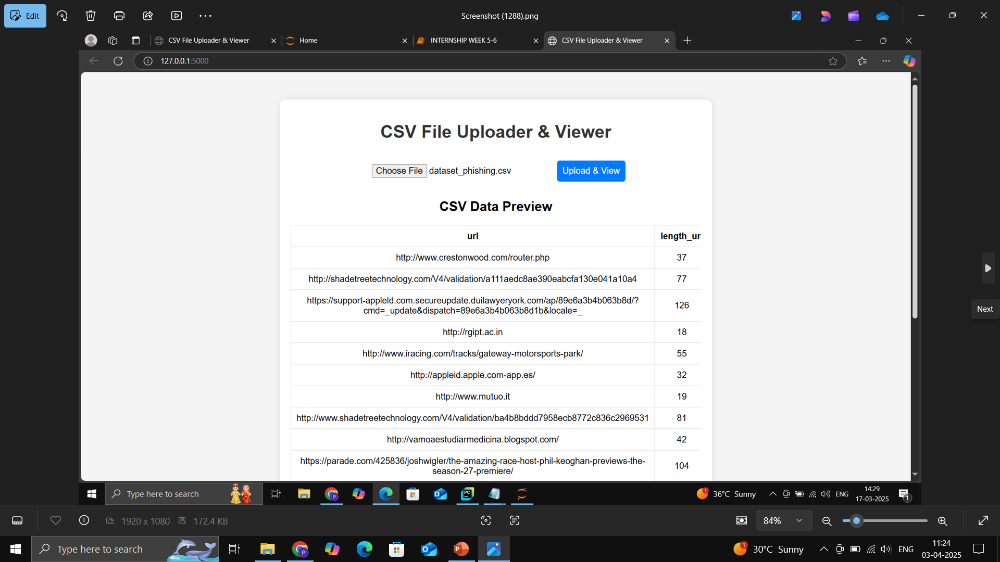 Edit
Screenshot (1288).png
CSV File Uploader & Viewer
Home
INTERNSHIP WEEK 5-6
CSV File Uploader & Viewer
127.0.0.1:5000
CSV File Uploader & Viewer
Choose File dataset_phishing.csv
Upload & View
CSV Data Preview
url length_ur
http://www.crestonwood.com/router.php 37
http://shadetreetechnology.com/V4/validation/a111aedc8ae390eabcfa130e041a10a4 77
https://support-appleld.com.secureupdate.duilawyeryork.com/ap/89e6a3b4b063b8d/?
cmd=_update&dispatch=89e6a3b4b063b8d1b&locale=_ 126
http://rgipt.ac.in 18
http://www.iracing.com/tracks/gateway-motorsports-park/ 55
http://appleid.apple.com-app.es/ 32
http://www.mutuo.it 19
http://www.shadetreetechnology.com/V4/validation/ba4b8bddd7958ecb8772c836c2969531 81
http://vamoaestudiarmedicina.blogspot.com/ 42
https://parade.com/425836/joshwigler/the-amazing-race-host-phil-keoghan-previews-the-
season-27-premiere/ 104
Next
Type here to search
36°C Sunny
ENG
14:29
17-03-2025
1920 x 1080
172.4 KB
84%
Type here to search
30°C Sunny
ENG
11:24
03-04-2025